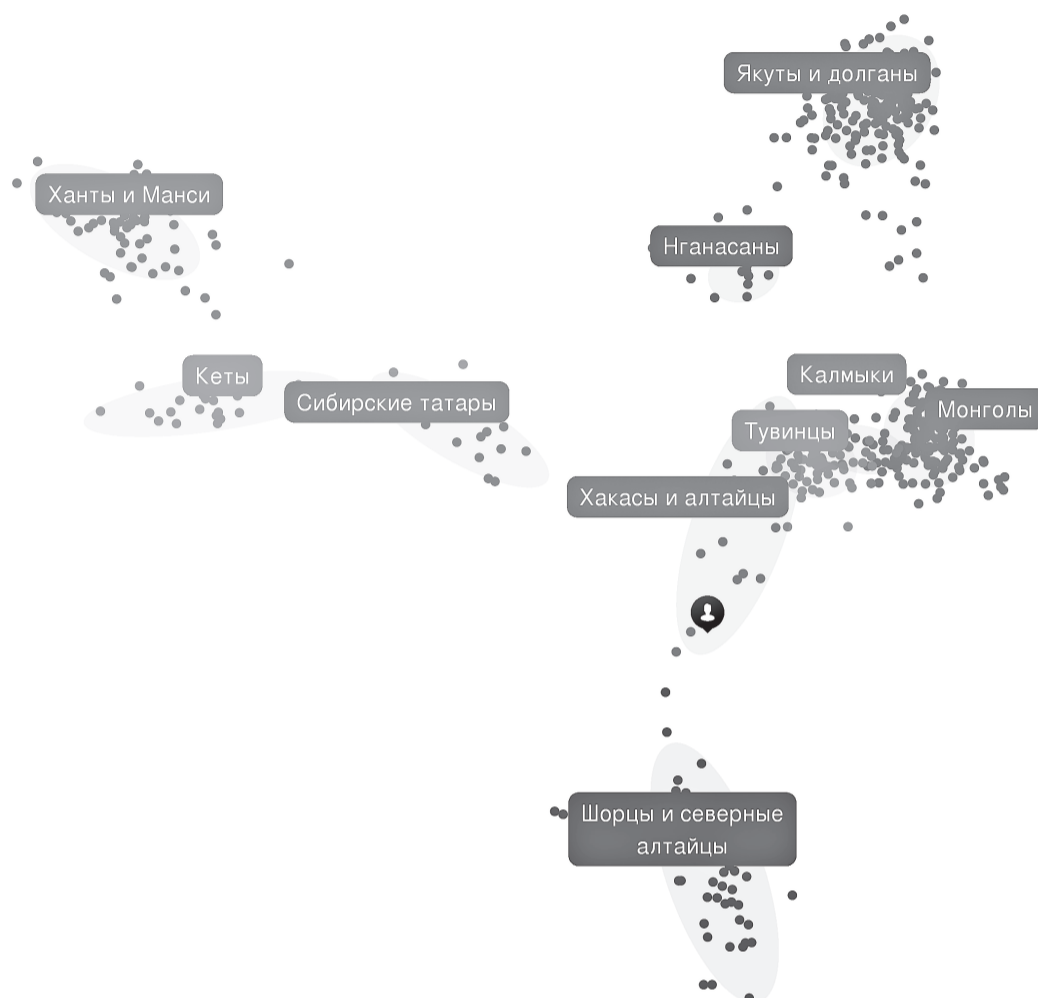 Якуты и долганы
Ханты и Манси
Нганасаны
Кеты
Калмыки
Сибирские татары
Монголы
Тувинцы
Хакасы и алтайцы
Шорцы и северные
алтайцы